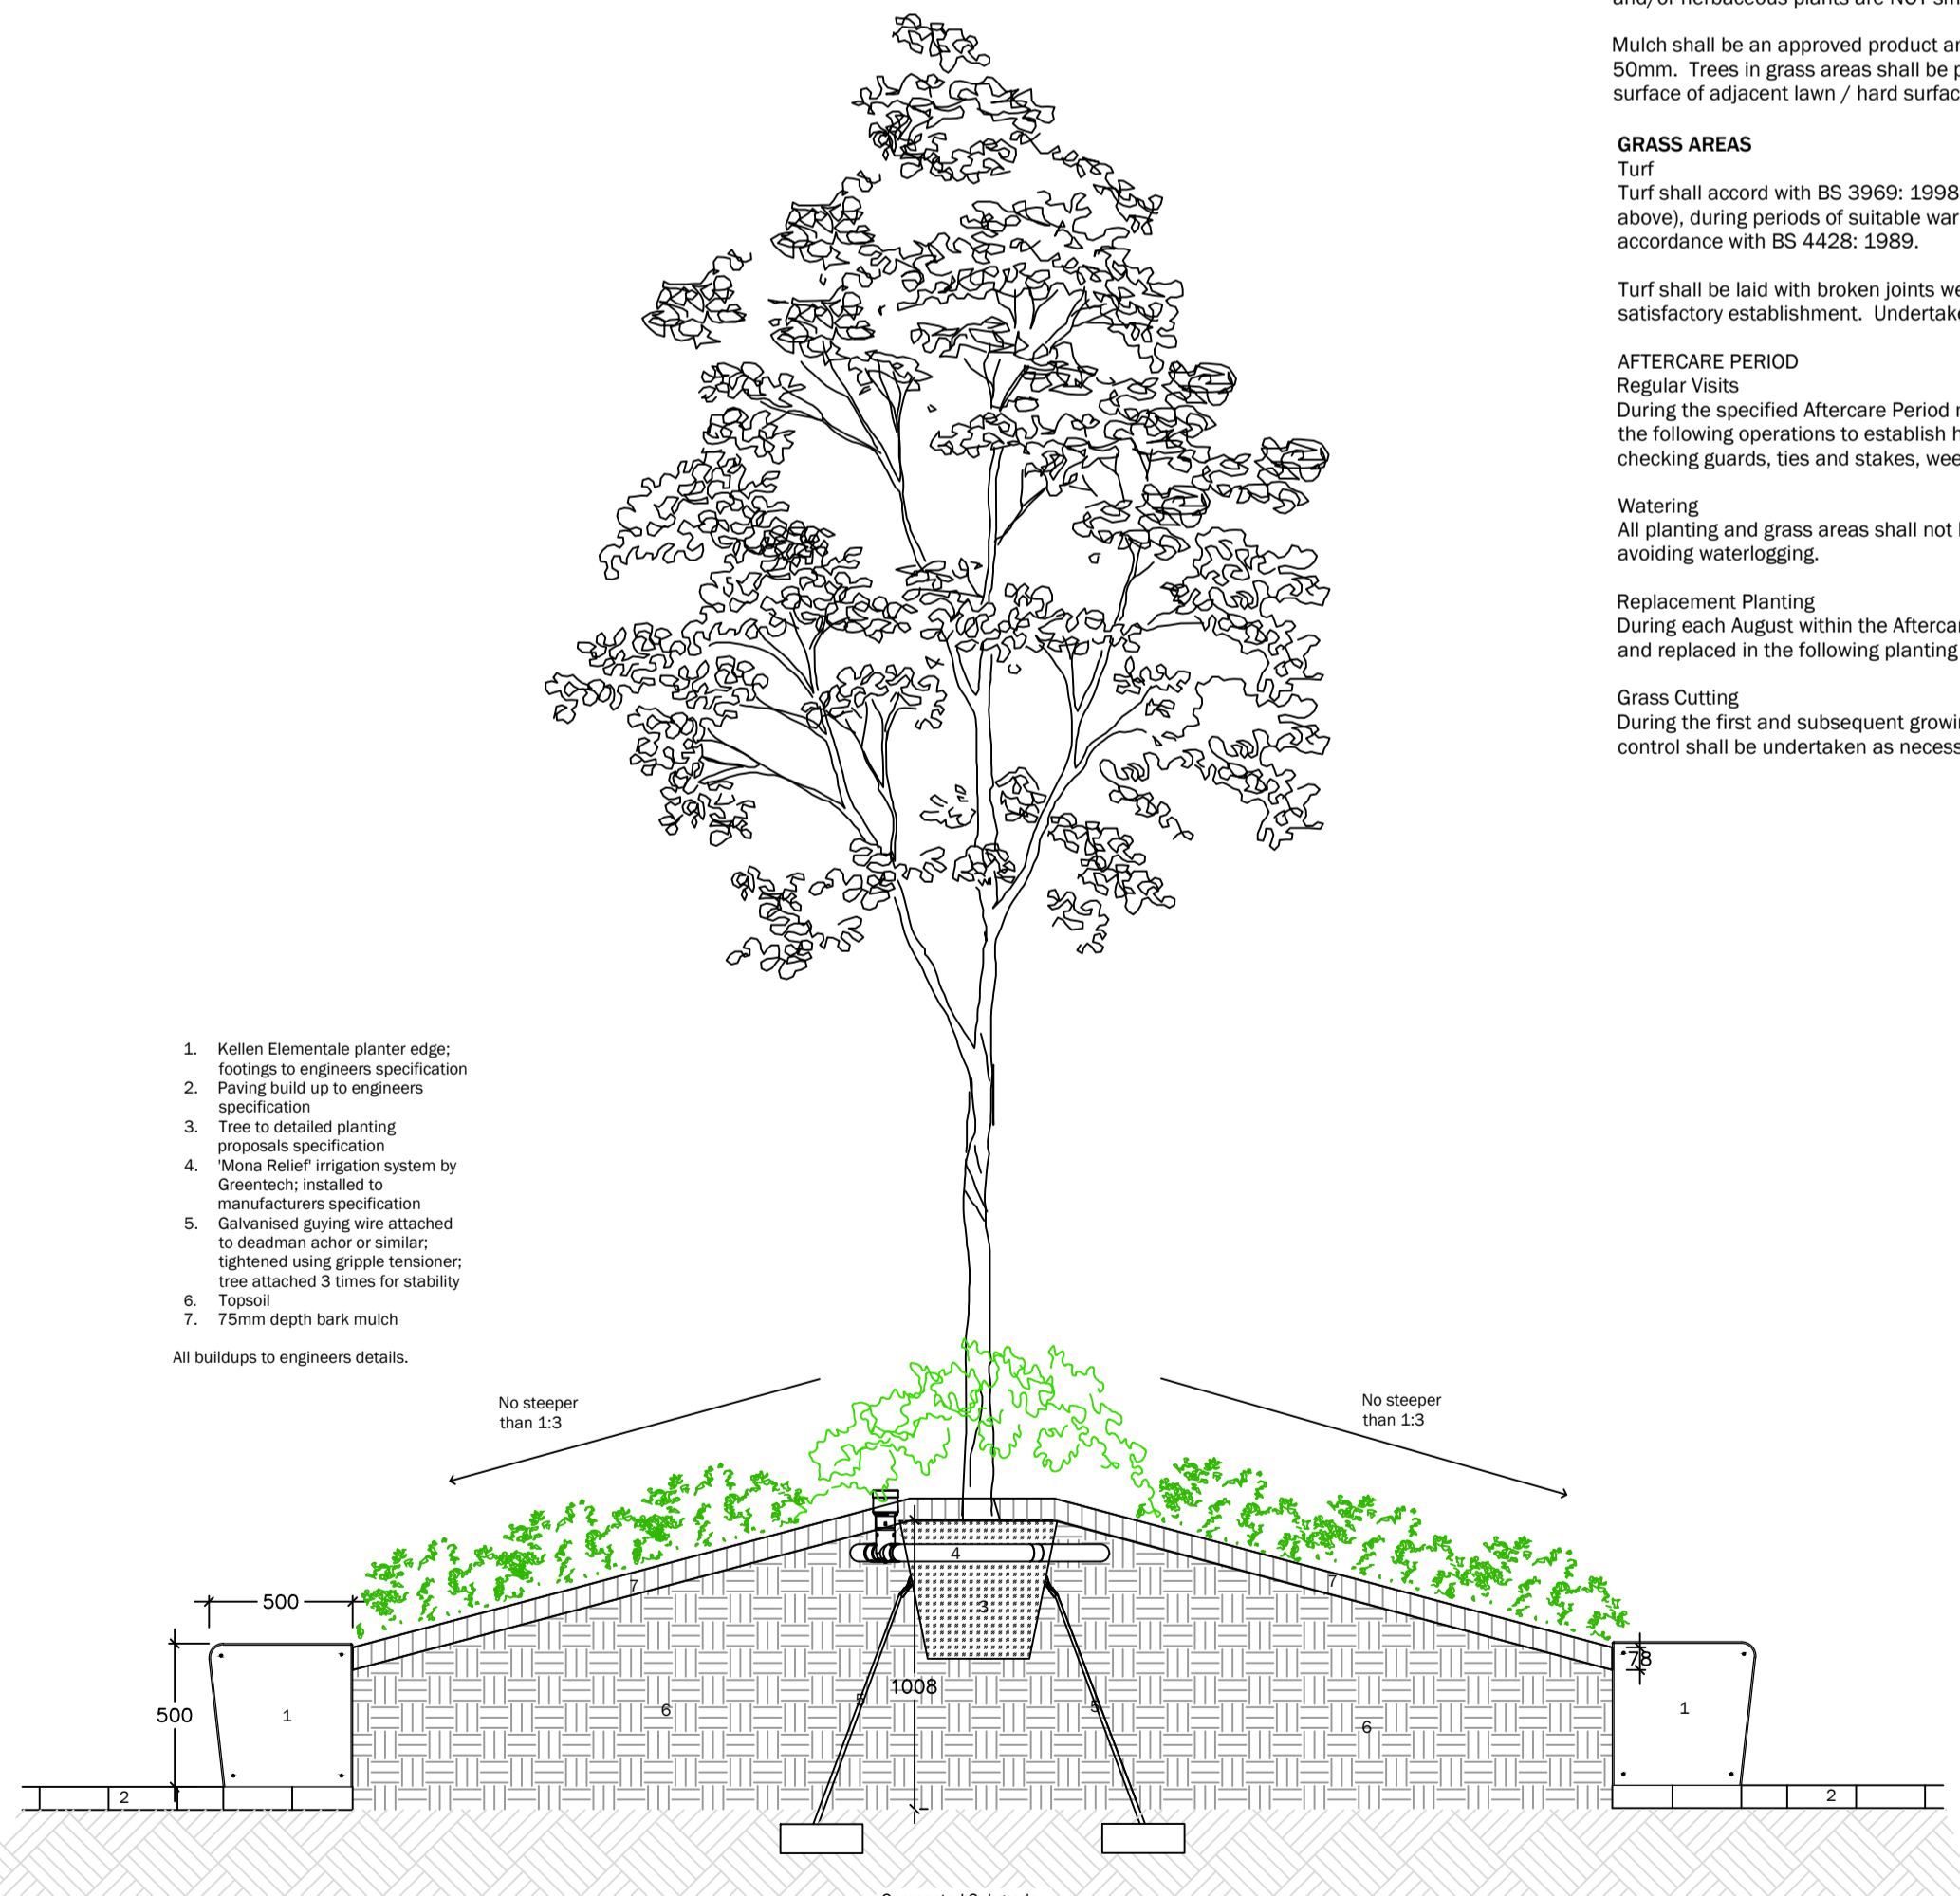 Mulch shall be an approved product
50mm. Trees in grass areas shall be
surface of adjacent lawn / hard
GRASS AREAS
Turf
Turf shall accord with BS 3969: 1998
above), during periods of suitable
accordance with BS 4428: 1989.
Turf shall be laid with broken joints
satisfactory establishment.
AFTERCARE PERIOD
Regular Visits
During the specified Aftercare Period
the following operations to establish
checking guards, ties and stakes,
Watering
All planting and grass areas shall not
avoiding waterlogging.
Replacement Planting
During each August within the
and replaced in the following planting
Grass Cutting
During the first and subsequent
control shall be undertaken as
1. Kellen Elementale planter edge;
footings to engineers specification
2. Paving build up to engineers
specification
3. Tree to detailed planting
proposals specification
4. 'Mona Relief' irrigation system by
Greentech; installed to
manufacturers specification
5. Galvanised guying wire attached
to deadman achor or similar;
tightened using gripple tensioner;
tree attached 3 times for stability
6. Topsoil
7. 75mm depth bark mulch
All buildups to engineers details.
No steeper
than 1:3
No steeper
than 1:3
4
7
7
3
500
78
1008
5
5
6
6
500
1
1
2
2